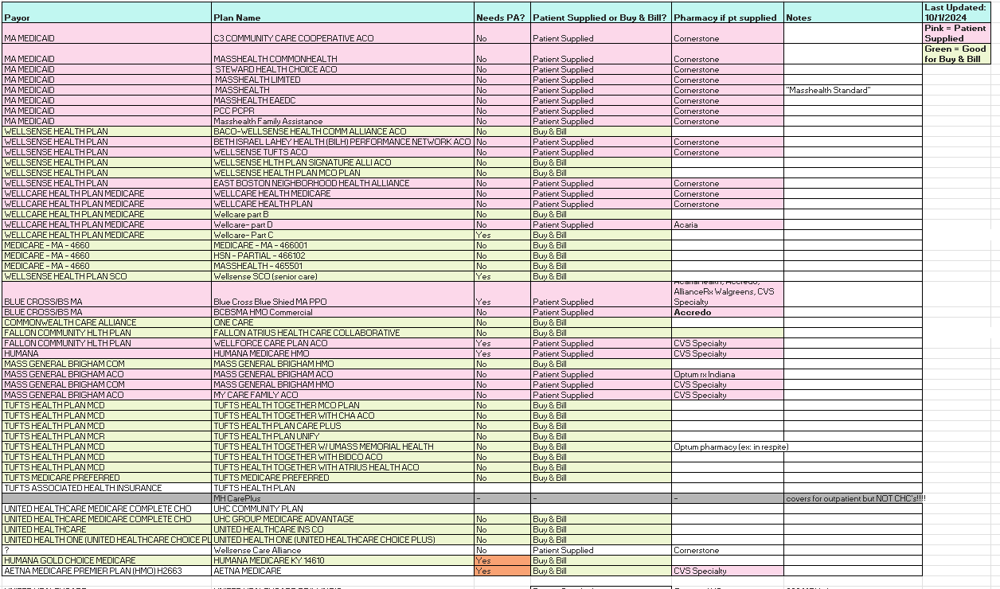 Payor Plan Name Needs PA? Patient Supplied or Buy & Bill? Pharmacy if pt supplied Notes Last Updated: 10/1/2024
MA MEDICAID C3 COMMUNITY CARE COOPERATIVE ACO No Patient Supplied Cornerstone Pink = Patient Supplied
MA MEDICAID MASSHEALTH COMMONHEALTH No Patient Supplied Cornerstone Green = Good for Buy & Bill
MA MEDICAID STEWARD HEALTH CHOICE ACO No Patient Supplied Cornerstone
MA MEDICAID MASSHEALTH LIMITED No Patient Supplied Cornerstone
MA MEDICAID MASSHEALTH No Patient Supplied Cornerstone "Masshealth Standard"
MA MEDICAID MASSHEALTH EAEDC No Patient Supplied Cornerstone
MA MEDICAID PCC PCPR No Patient Supplied Cornerstone
MA MEDICAID Masshealth Family Assistance No Patient Supplied Cornerstone
WELLSENSE HEALTH PLAN BACO-WELLSENSE HEALTH COMM ALLIANCE ACO No Buy & Bill
WELLSENSE HEALTH PLAN BETH ISRAEL LAHEY HEALTH (BILH) PERFORMANCE NETWORK ACO No Patient Supplied Cornerstone
WELLSENSE HEALTH PLAN WELLSENSE TUFTS ACO No Patient Supplied Cornerstone
WELLSENSE HEALTH PLAN WELLSENSE HLTH PLAN SIGNATURE ALLI ACO No Buy & Bill
WELLSENSE HEALTH PLAN WELLSENSE HEALTH PLAN MCO PLAN No Buy & Bill
WELLSENSE HEALTH PLAN EAST BOSTON NEIGHBORHOOD HEALTH ALLIANCE No Patient Supplied Cornerstone
WELLCARE HEALTH PLAN MEDICARE WELLCARE HEALTH MEDICARE No Patient Supplied Cornerstone
WELLCARE HEALTH PLAN MEDICARE WELLCARE HEALTH PLAN No Patient Supplied Cornerstone
WELLCARE HEALTH PLAN MEDICARE Wellcare part B No Buy & Bill
WELLCARE HEALTH PLAN MEDICARE Wellcare- part D No Patient Supplied Acaria
WELLCARE HEALTH PLAN MEDICARE Wellcare- Part C Yes Buy & Bill
MEDICARE - MA - 4660 MEDICARE - MA - 466001 No Buy & Bill
MEDICARE - MA - 4660 HSN - PARTIAL - 466102 No Buy & Bill
MEDICARE - MA - 4660 MASSHEALTH - 465501 No Buy & Bill
WELLSENSE HEALTH PLAN SCO Wellsense SCO (senior care) Yes Buy & Bill
BLUE CROSS/BS MA Blue Cross Blue Shied MA PPO Yes Patient Supplied AcariaHealth, Accredo, AllianceRx Walgreens, CVS Specialty
BLUE CROSS/BS MA BCBSMA HMO Commercial No Patient Supplied Accredo
COMMONWEALTH CARE ALLIANCE ONE CARE No Buy & Bill
FALLON COMMUNITY HLTH PLAN FALLON ATRIUS HEALTH CARE COLLABORATIVE No Buy & Bill
FALLON COMMUNITY HLTH PLAN WELLFORCE CARE PLAN ACO Yes Patient Supplied CVS Specialty
HUMANA HUMANA MEDICARE HMO Yes Patient Supplied CVS Specialty
MASS GENERAL BRIGHAM COM MASS GENERAL BRIGHAM HMO No Buy & Bill
MASS GENERAL BRIGHAM ACO MASS GENERAL BRIGHAM ACO No Patient Supplied Optum rx Indiana
MASS GENERAL BRIGHAM COM MASS GENERAL BRIGHAM HMO No Patient Supplied CVS Specialty
MASS GENERAL BRIGHAM ACO MY CARE FAMILY ACO No Patient Supplied CVS Specialty
TUFTS HEALTH PLAN MCD TUFTS HEALTH TOGETHER MCO PLAN No Buy & Bill
TUFTS HEALTH PLAN MCD TUFTS HEALTH TOGETHER WITH CHA ACO No Buy & Bill
TUFTS HEALTH PLAN MCD TUFTS HEALTH PLAN CARE PLUS No Buy & Bill
TUFTS HEALTH PLAN MCR TUFTS HEALTH PLAN UNIFY No Buy & Bill
TUFTS HEALTH PLAN MCD TUFTS HEALTH TOGETHER W/ UMASS MEMORIAL HEALTH No Buy & Bill Optum pharmacy (ex: in respite)
TUFTS HEALTH PLAN MCD TUFTS HEALTH TOGETHER WITH BIDCO ACO No Buy & Bill
TUFTS HEALTH PLAN MCD TUFTS HEALTH TOGETHER WITH ATRIUS HEALTH ACO No Buy & Bill
TUFTS MEDICARE PREFERRED TUFTS MEDICARE PREFERRED No Buy & Bill
TUFTS ASSOCIATED HEALTH INSURANCE TUFTS HEALTH PLAN
MH CarePlus - - - covers for outpatient but NOT CHC's!!!!
UNITED HEALTHCARE MEDICARE COMPLETE CHO UHC COMMUNITY PLAN
UNITED HEALTHCARE MEDICARE COMPLETE CHO UHC GROUP MEDICARE ADVANTAGE No Buy & Bill
UNITED HEALTHCARE UNITED HEALTHCARE INS CO No Buy & Bill
UNITED HEALTH ONE (UNITED HEALTHCARE CHOICE PL UNITED HEALTH ONE (UNITED HEALTHCARE CHOICE PLUS) No Buy & Bill
? Wellsense Care Alliance No Patient Supplied Cornerstone
HUMANA GOLD CHOICE MEDICARE HUMANA MEDICARE KY 14610 Yes Buy & Bill
AETNA MEDICARE PREMIER PLAN (HMO) H2663 AETNA MEDICARE Yes Buy & Bill CVS Specialty